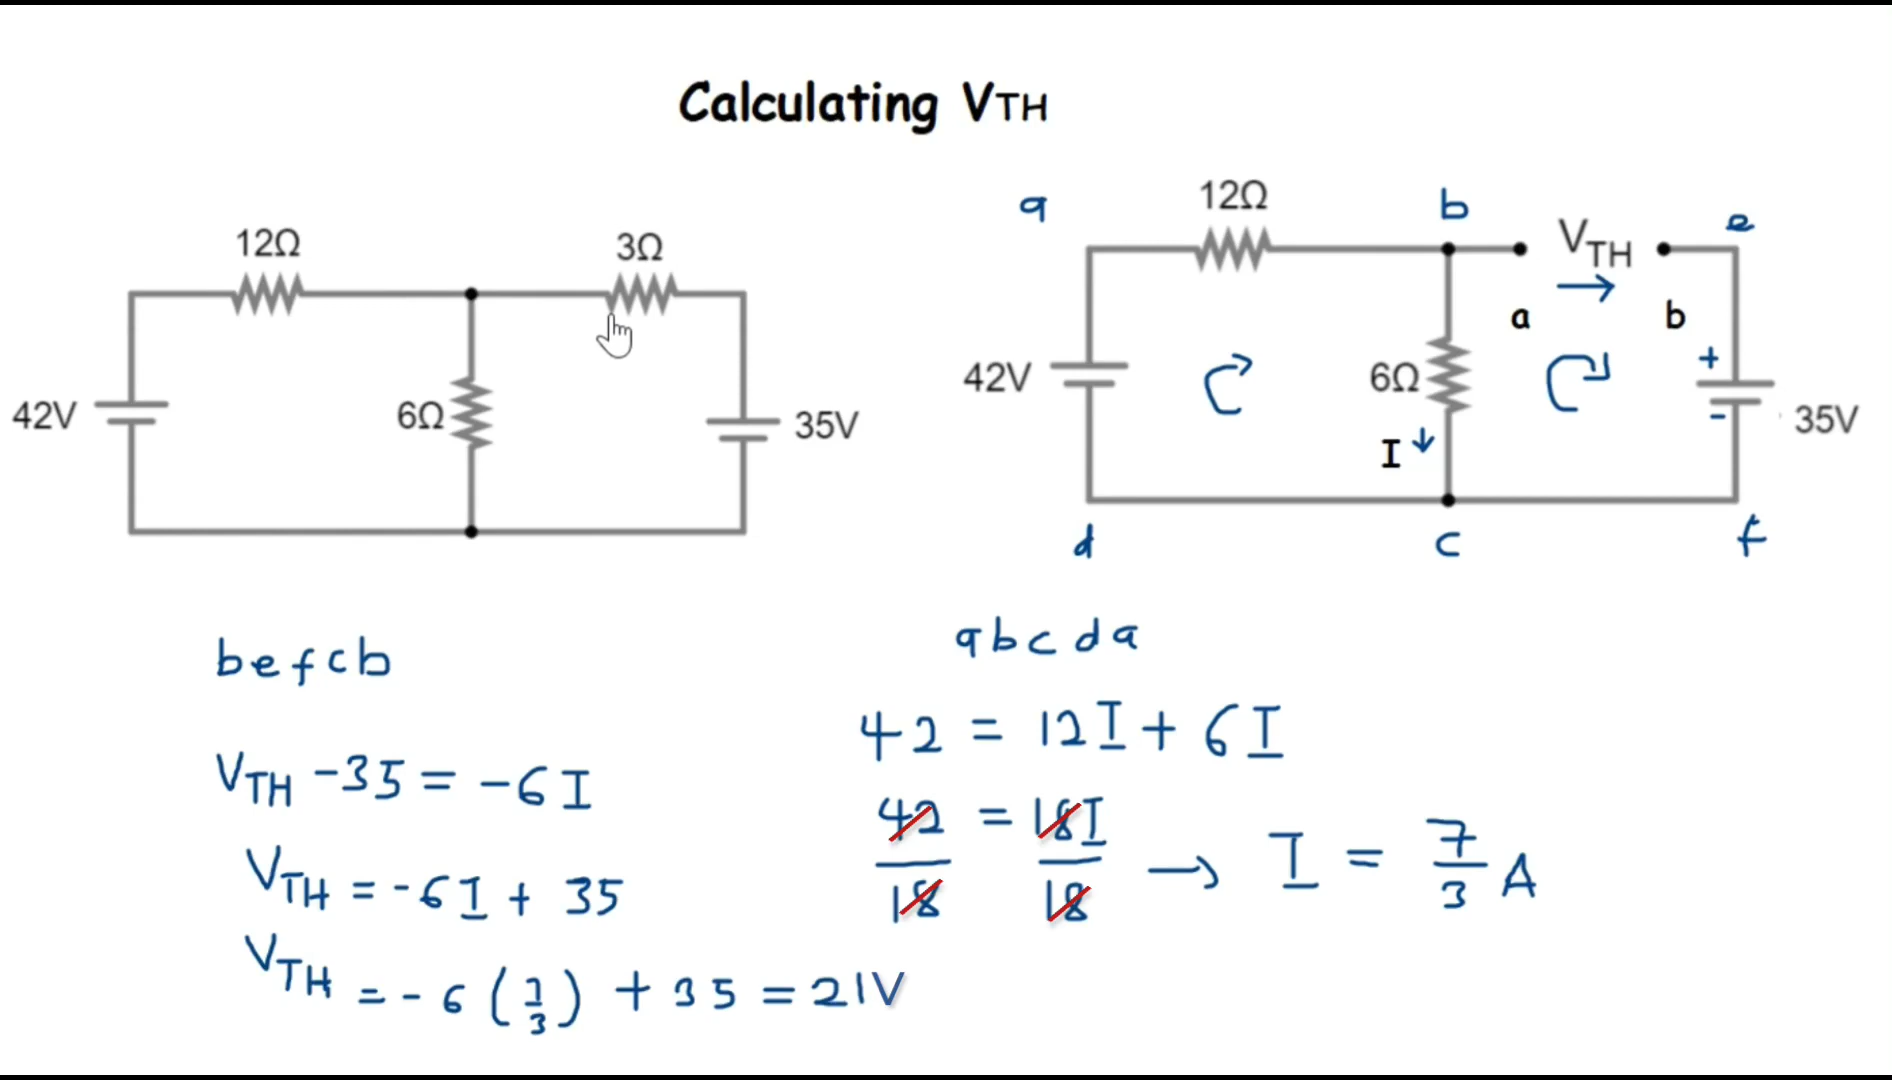 Calculating VTH
12Ω
3Ω
42V
6Ω
35V
a
12Ω
b
VTH
e
a
b
42V
6Ω
+
-
35V
I
d
c
f
befcb
VTH -35 = -6I
VTH = -6I + 35
VTH = -6(7/3) + 35 = 21V
abcda
42 = 12I + 6I
42/18 = 18I/18 → I = 7/3 A